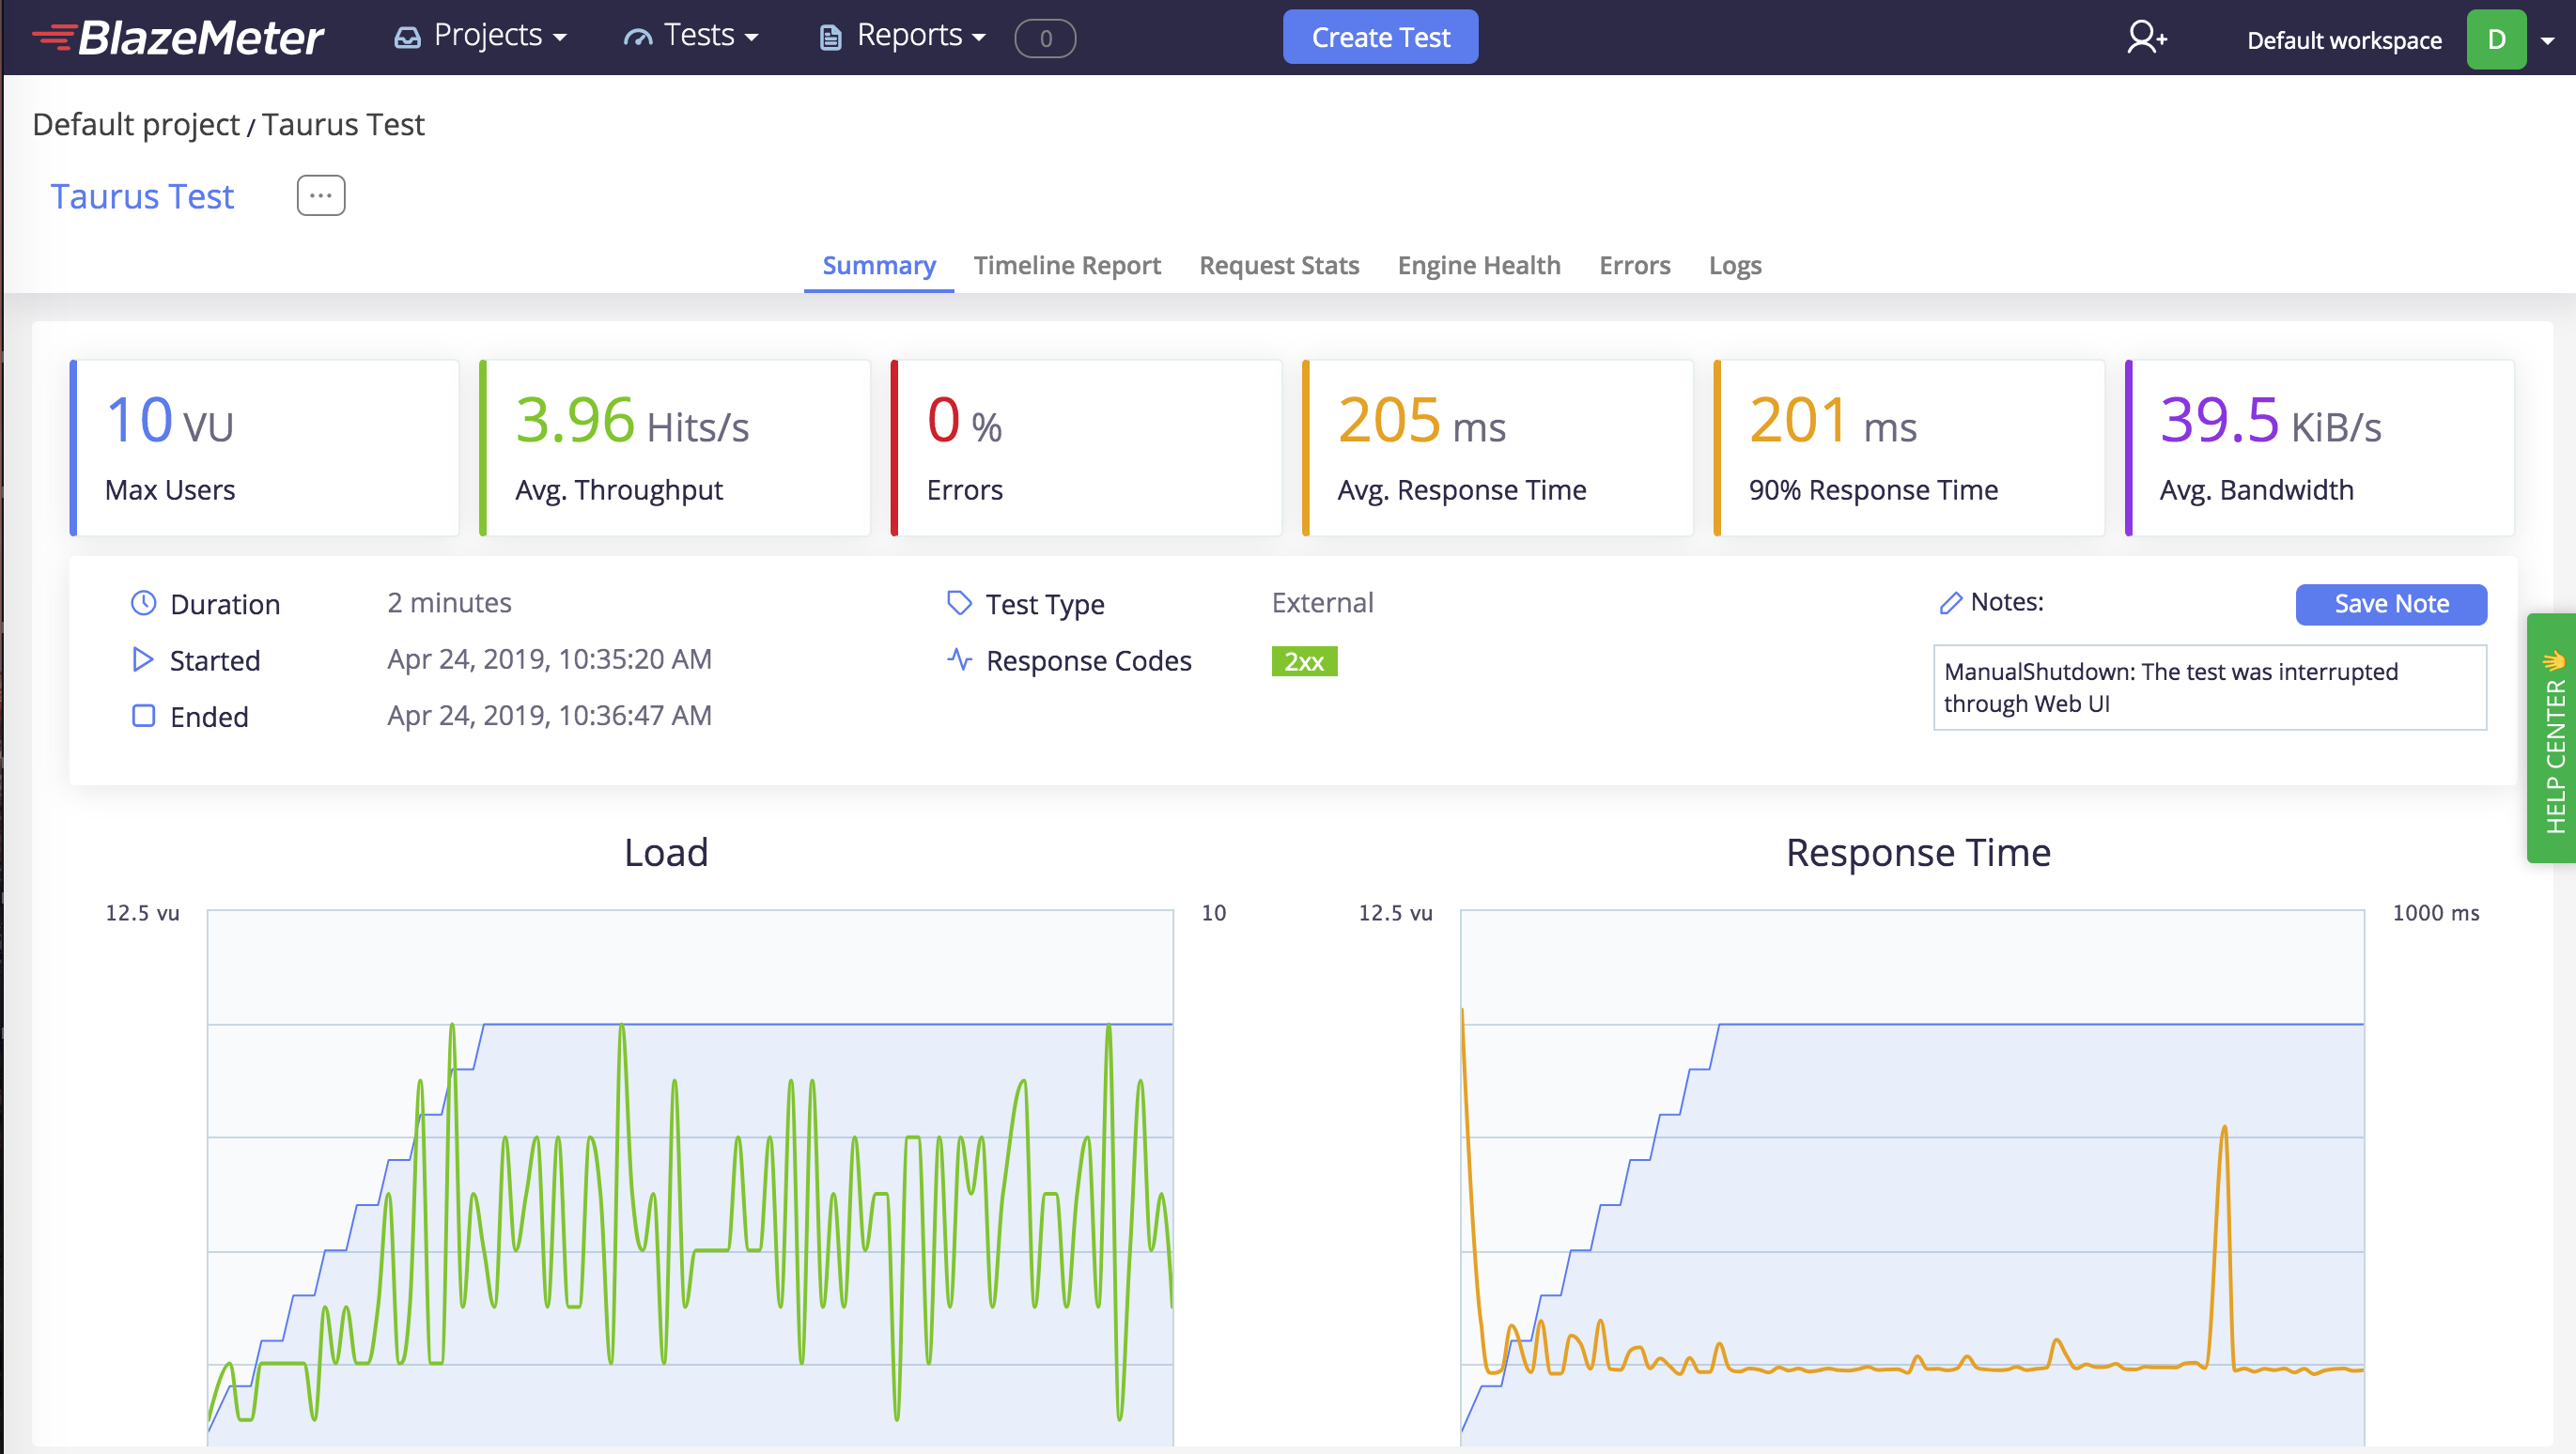 BlazeMeter Projects Tests Reports 0 Create Test Default workspace D
Default project / Taurus Test
Taurus Test ...
Summary Timeline Report Request Stats Engine Health Errors Logs
10 VU
Max Users
3.96 Hits/s
Avg. Throughput
0 %
Errors
205 ms
Avg. Response Time
201 ms
90% Response Time
39.5 KiB/s
Avg. Bandwidth
Duration 2 minutes
Started Apr 24, 2019, 10:35:20 AM
Ended Apr 24, 2019, 10:36:47 AM
Test Type External
Response Codes 2xx
Notes: Save Note
ManualShutdown: The test was interrupted
through Web UI
HELP CENTER
Load
12.5 vu 10
Response Time
12.5 vu 1000 ms